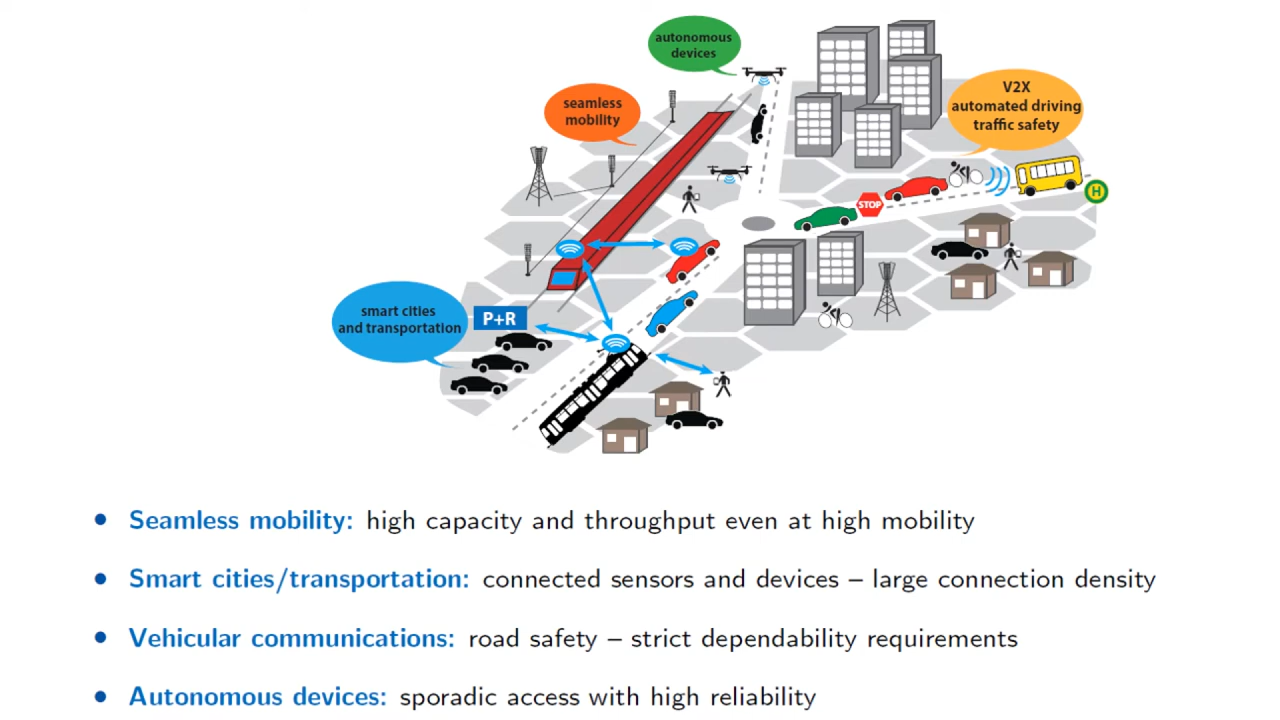 autonomous
devices
seamless
mobility
V2X
automated driving
traffic safety
STOP
H
smart cities
and transportation
P+R
• Seamless mobility: high capacity and throughput even at high mobility
• Smart cities/transportation: connected sensors and devices – large connection density
• Vehicular communications: road safety – strict dependability requirements
• Autonomous devices: sporadic access with high reliability